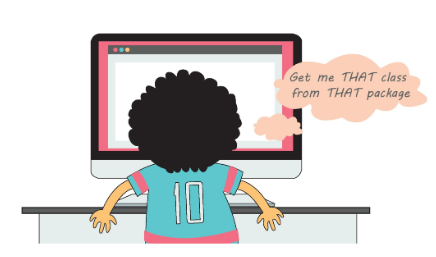 Get me THAT class
from THAT package
10